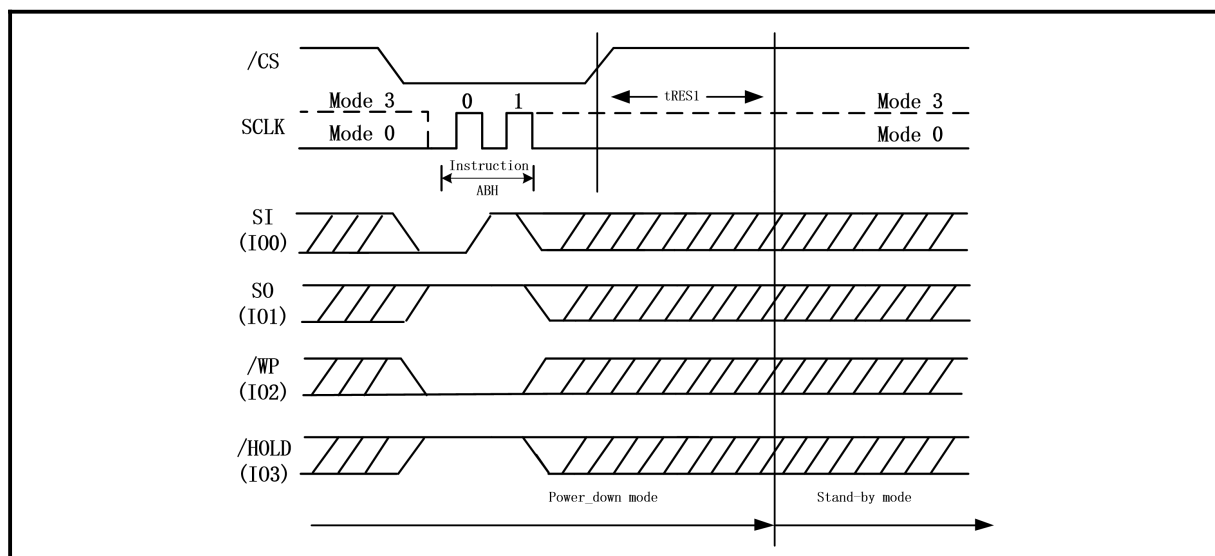 /CS
tRES1
Mode 3 0 1 Mode 3
SCLK
Mode 0 Mode 0
Instruction
ABH
SI
(IO0)
SO
(IO1)
/WP
(IO2)
/HOLD
(IO3)
Power_down mode Stand-by mode